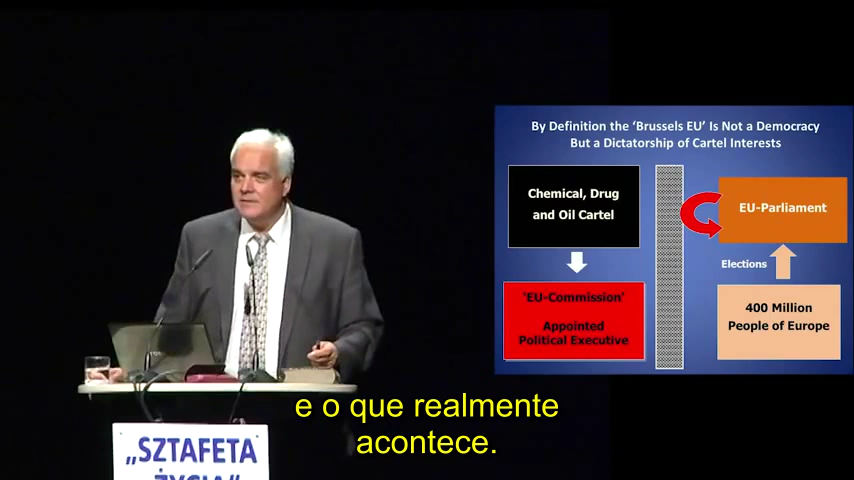 By Definition the 'Brussels EU' Is Not a Democracy
But a Dictatorship of Cartel Interests
Chemical, Drug
and Oil Cartel
EU-Parliament
Elections
'EU-Commission'
Appointed
Political Executive
400 Million
People of Europe
e o que realmente
acontece.
„SZTAFETA
ŻYCIA"